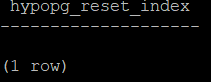 hypopg_reset_index
--------------------
(1 row)